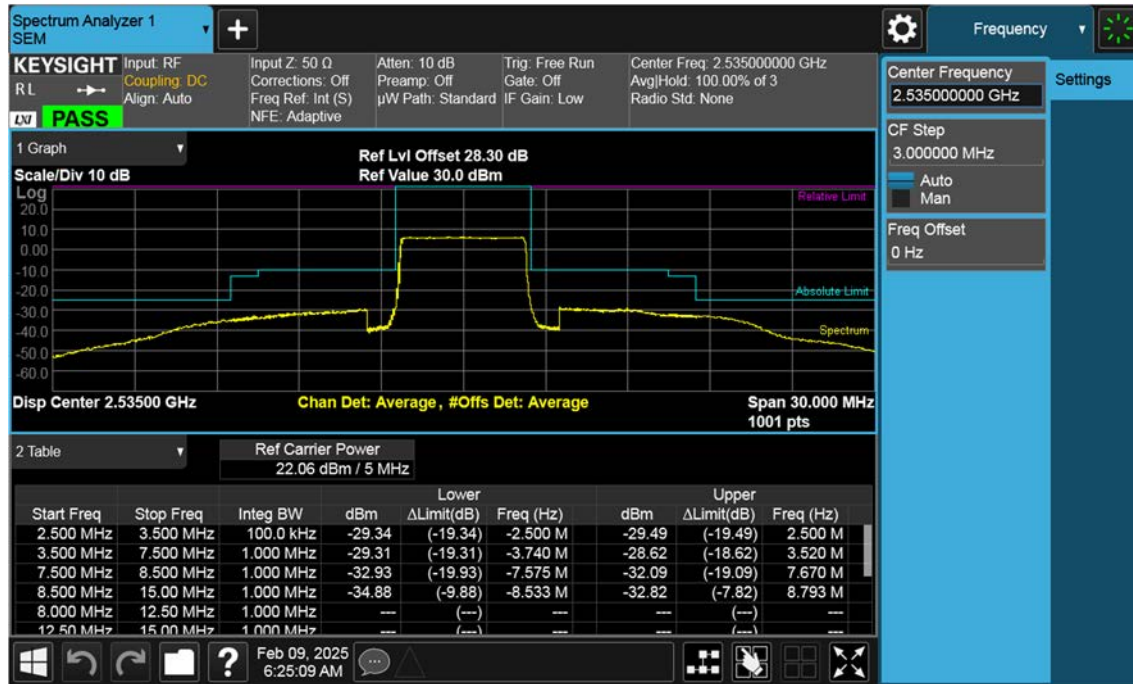 Spectrum Analyzer 1
SEM
Frequency
KEYSIGHT
R L
LXI
PASS
Input: RF
Coupling: DC
Align: Auto
Input Z: 50 Ω
Corrections: Off
Freq Ref: Int (S)
NFE: Adaptive
Atten: 10 dB
Preamp: Off
µW Path: Standard
Trig: Free Run
Gate: Off
IF Gain: Low
Center Freq: 2.535000000 GHz
Avg|Hold: 100.00% of 3
Radio Std: None
Center Frequency
2.535000000 GHz
Settings
CF Step
3.000000 MHz
Auto
Man
Freq Offset
0 Hz
1 Graph
Scale/Div 10 dB
Ref Lvl Offset 28.30 dB
Ref Value 30.0 dBm
Log
20.0
10.0
0.00
-10.0
-20.0
-30.0
-40.0
-50.0
-60.0
Relative Limit
Absolute Limit
Spectrum
Disp Center 2.53500 GHz
Chan Det: Average, #Offs Det: Average
Span 30.000 MHz
1001 pts
2 Table
Ref Carrier Power
22.06 dBm / 5 MHz
Lower Upper
Start Freq Stop Freq Integ BW dBm ΔLimit(dB) Freq (Hz) dBm ΔLimit(dB) Freq (Hz)
2.500 MHz 3.500 MHz 100.0 kHz -29.34 (-19.34) -2.500 M -29.49 (-19.49) 2.500 M
3.500 MHz 7.500 MHz 1.000 MHz -29.31 (-19.31) -3.740 M -28.62 (-18.62) 3.520 M
7.500 MHz 8.500 MHz 1.000 MHz -32.93 (-19.93) -7.575 M -32.09 (-19.09) 7.670 M
8.500 MHz 15.00 MHz 1.000 MHz -34.88 (-9.88) -8.533 M -32.82 (-7.82) 8.793 M
8.000 MHz 12.50 MHz 1.000 MHz --- (---) --- --- (---) ---
12.50 MHz 15.00 MHz 1.000 MHz --- (---) --- --- (---) ---
Feb 09, 2025
6:25:09 AM